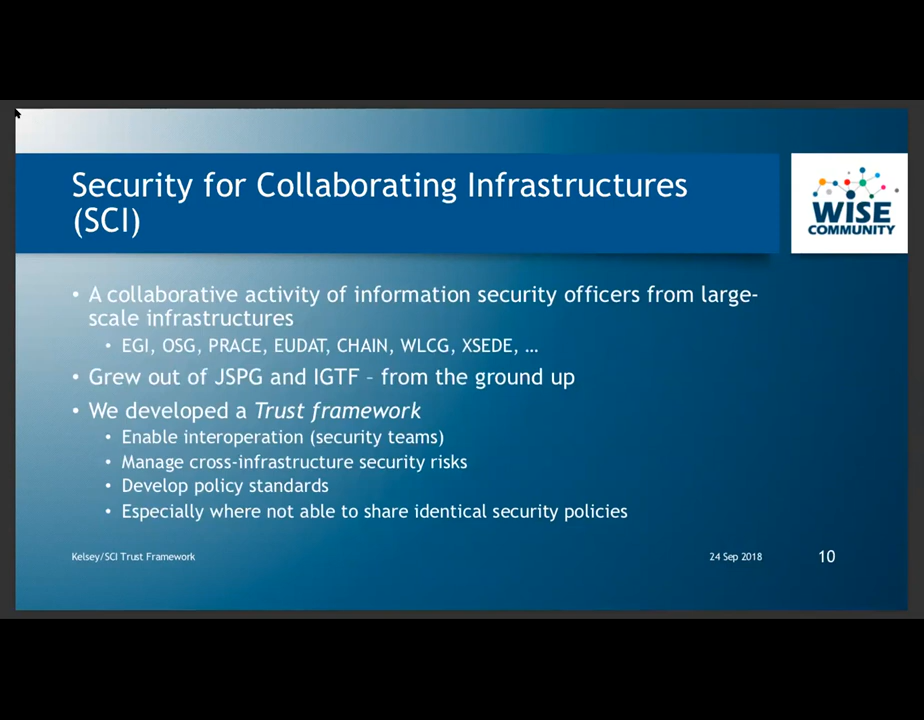 Security for Collaborating Infrastructures
(SCI)
WISE
COMMUNITY
• A collaborative activity of information security officers from large-
scale infrastructures
• EGI, OSG, PRACE, EUDAT, CHAIN, WLCG, XSEDE, …
• Grew out of JSPG and IGTF – from the ground up
• We developed a Trust framework
• Enable interoperation (security teams)
• Manage cross-infrastructure security risks
• Develop policy standards
• Especially where not able to share identical security policies
Kelsey/SCI Trust Framework
24 Sep 2018
10